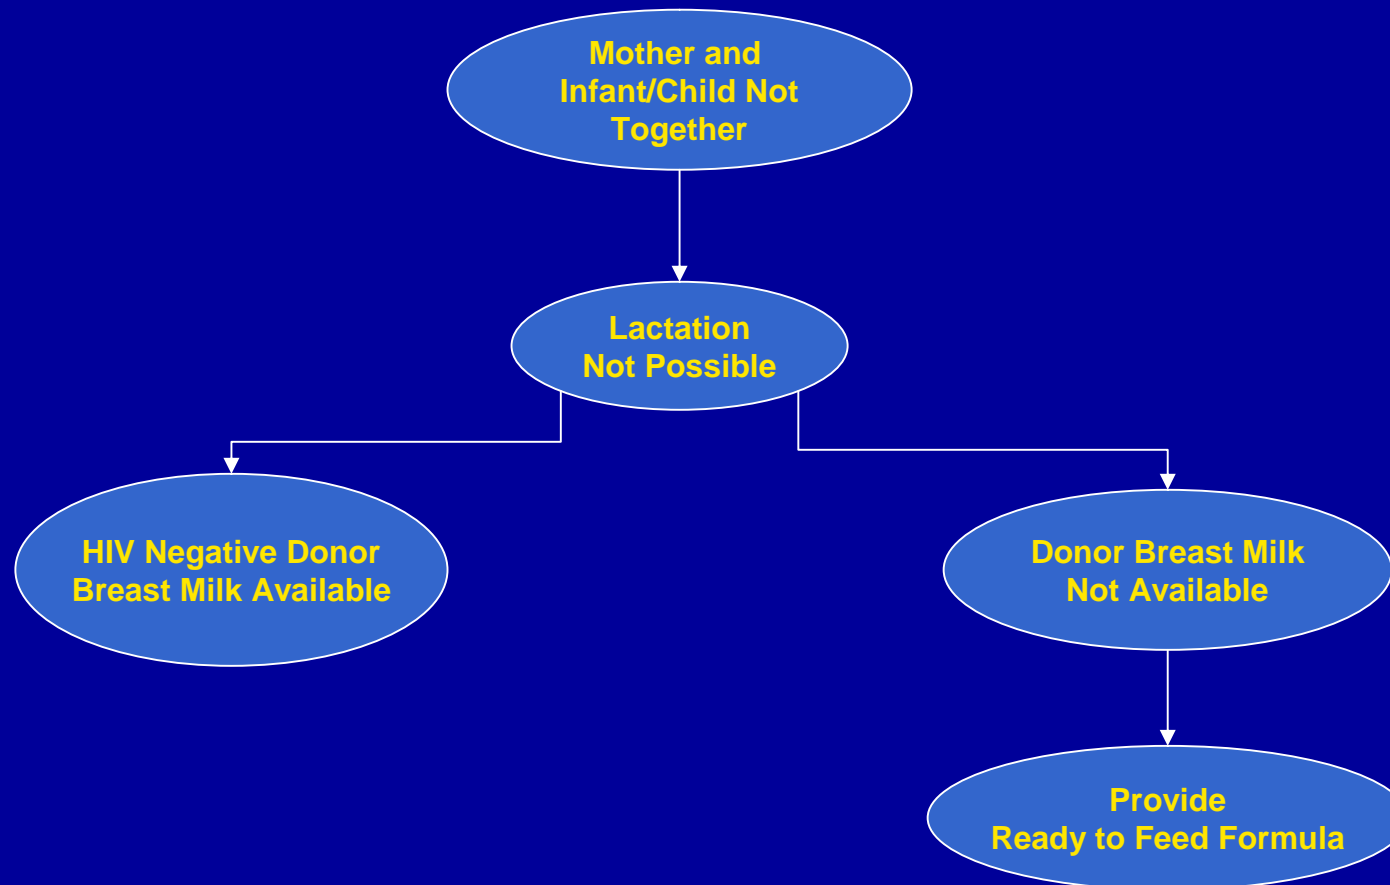 Mother and
Infant/Child Not
Together
Lactation
Not Possible
HIV Negative Donor
Breast Milk Available
Donor Breast Milk
Not Available
Provide
Ready to Feed Formula